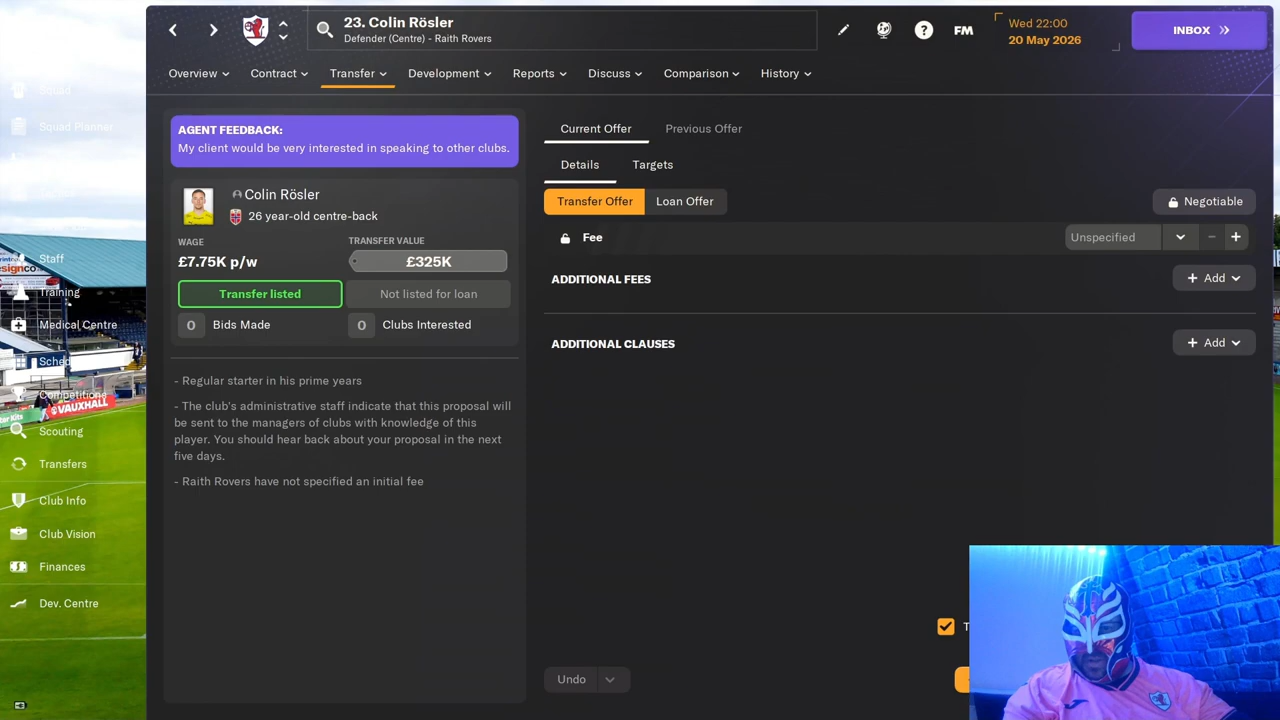 23. Colin Rösler
Defender (Centre) - Raith Rovers
FM
Wed 22:00
20 May 2026
INBOX
Overview
Contract
Transfer
Development
Reports
Discuss
Comparison
History
Squad
Squad Planner
Staff
Training
Medical Centre
Sched
Competitions
VAUXHALL
Scouting
Transfers
Club Info
Club Vision
Finances
Dev. Centre
AGENT FEEDBACK:
My client would be very interested in speaking to other clubs.
Colin Rösler
26 year-old centre-back
WAGE
TRANSFER VALUE
£7.75K p/w
£325K
Transfer listed
Not listed for loan
0 Bids Made
0 Clubs Interested
- Regular starter in his prime years
- The club's administrative staff indicate that this proposal will
be sent to the managers of clubs with knowledge of this
player. You should hear back about your proposal in the next
five days.
- Raith Rovers have not specified an initial fee
Current Offer
Previous Offer
Details
Targets
Transfer Offer
Loan Offer
Negotiable
Fee
Unspecified
ADDITIONAL FEES
Add
ADDITIONAL CLAUSES
Add
Undo